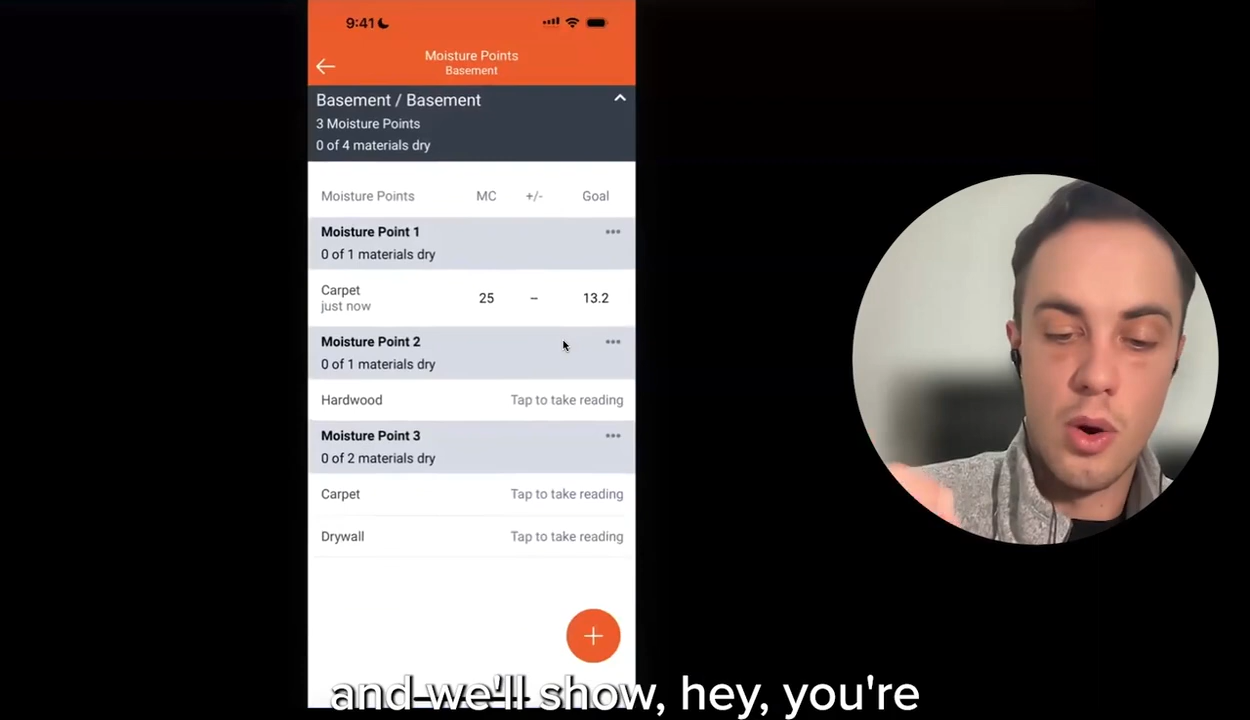 9:41
Moisture Points
Basement
Basement / Basement
3 Moisture Points
0 of 4 materials dry
Moisture Points MC +/- Goal
Moisture Point 1
0 of 1 materials dry
Carpet
just now
25 -- 13.2
Moisture Point 2
0 of 1 materials dry
Hardwood Tap to take reading
Moisture Point 3
0 of 2 materials dry
Carpet Tap to take reading
Drywall Tap to take reading
and we'll show, hey, you're